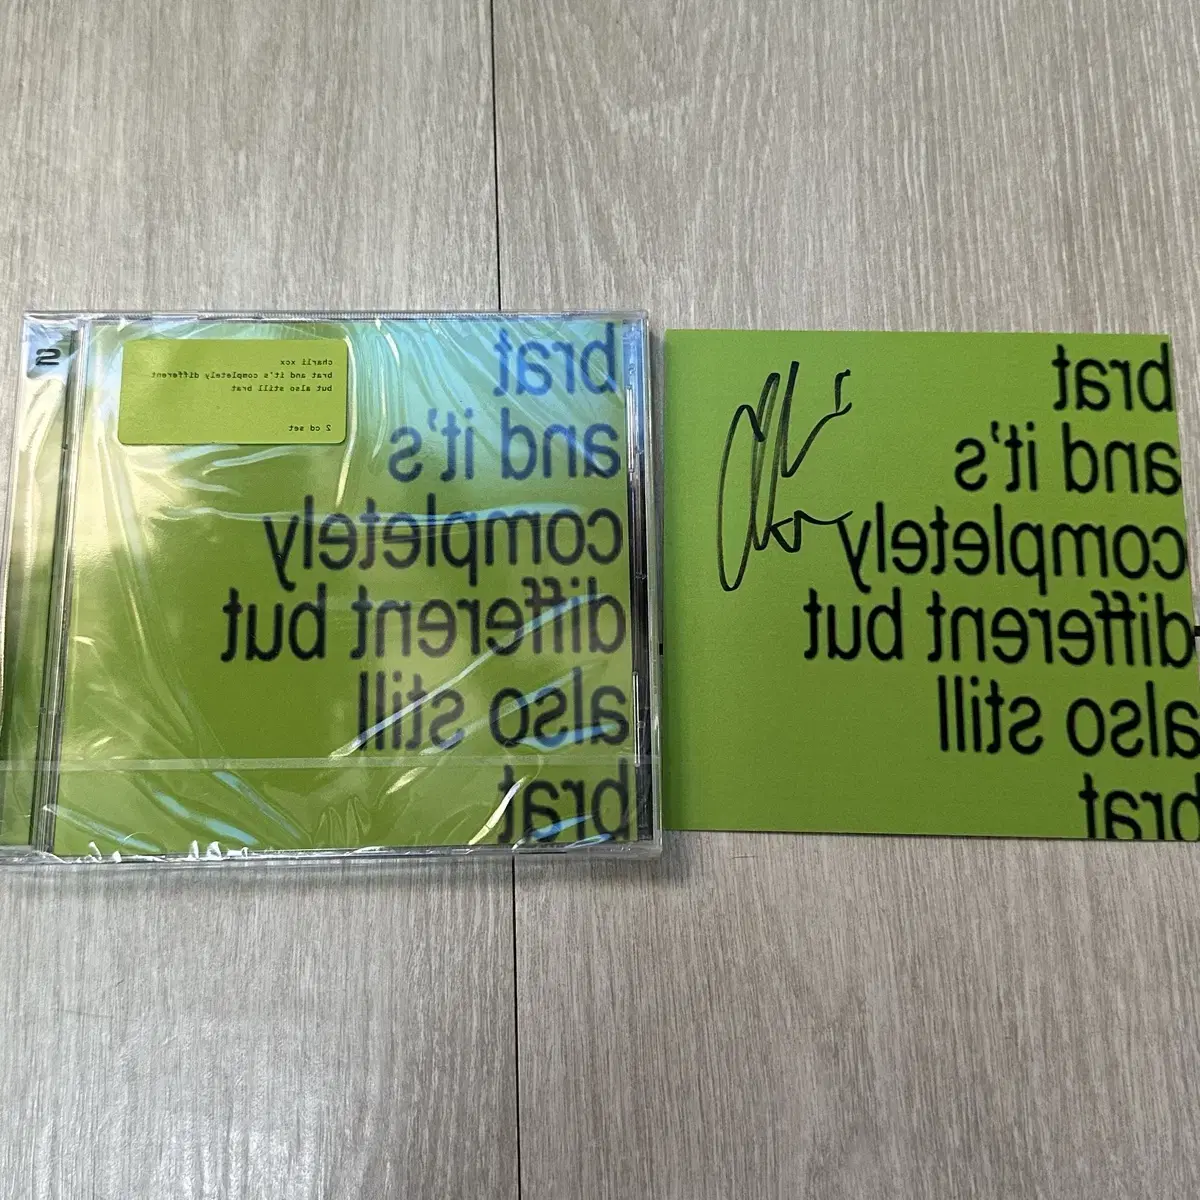 2
charli xcx
brat and it's completely different
but also still brat
2 cd set
brat
and it's
completely
different but
also still
brat
brat
and it's
completely
different but
also still
brat